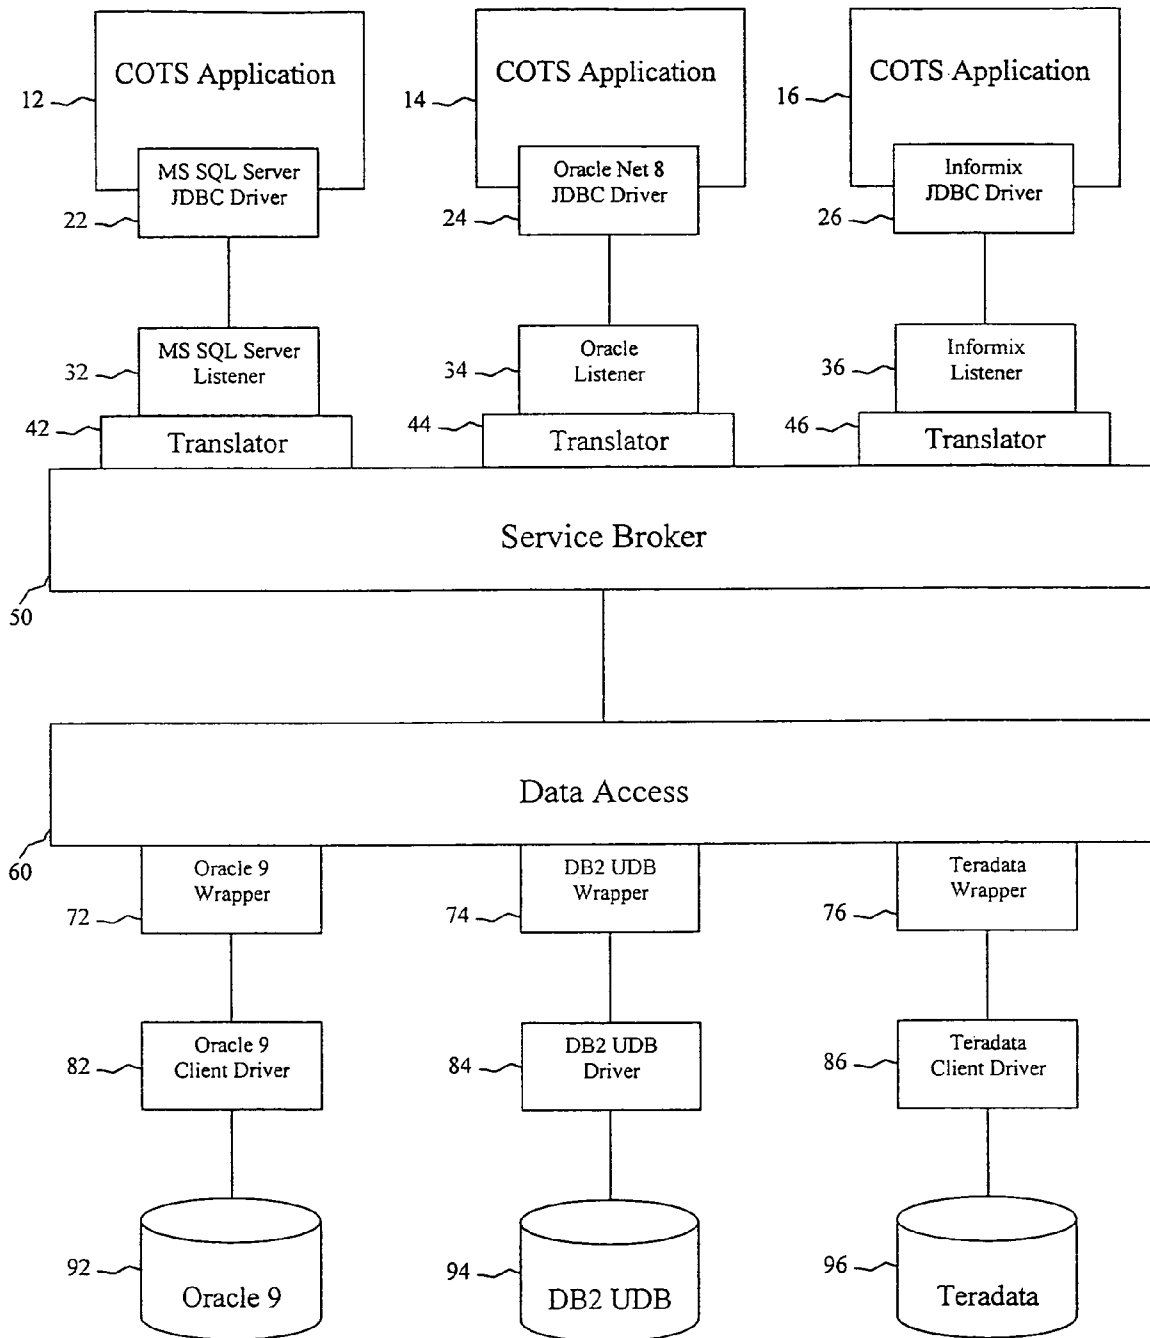 COTS Application
COTS Application
COTS Application
12
14
16
MS SQL Server
JDBC Driver
Oracle Net 8
JDBC Driver
Informix
JDBC Driver
22
24
26
MS SQL Server
Listener
Oracle
Listener
Informix
Listener
32
34
36
42
44
46
Translator
Translator
Translator
Service Broker
50
Data Access
60
Oracle 9
Wrapper
DB2 UDB
Wrapper
Teradata
Wrapper
72
74
76
Oracle 9
Client Driver
DB2 UDB
Driver
Teradata
Client Driver
82
84
86
92
94
96
Oracle 9
DB2 UDB
Teradata